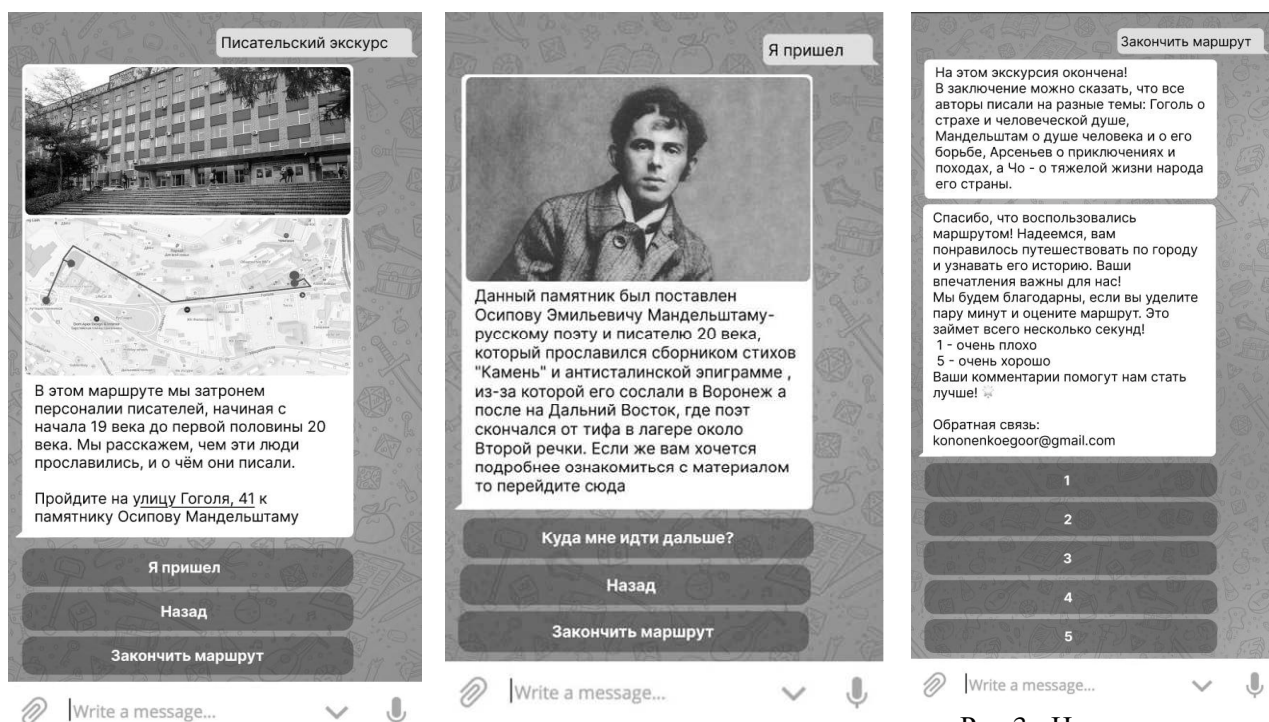 Писательский экскурс
В этом маршруте мы затронем
персоналии писателей, начиная с
начала 19 века до первой половины 20
века. Мы расскажем, чем эти люди
прославились, и о чём они писали.
Пройдите на улицу Гоголя, 41 к
памятнику Осипову Мандельштаму
Я пришел
Назад
Закончить маршрут
Write a message...
Я пришел
Данный памятник был поставлен
Осипову Эмильевичу Мандельштаму-
русскому поэту и писателю 20 века,
который прославился сборником стихов
"Камень" и антисталинской эпиграмме ,
из-за которой его сослали в Воронеж а
после на Дальний Восток, где поэт
скончался от тифа в лагере около
Второй речки. Если же вам хочется
подробнее ознакомиться с материалом
то перейдите сюда
Куда мне идти дальше?
Назад
Закончить маршрут
Write a message...
Закончить маршрут
На этом экскурсия окончена!
В заключение можно сказать, что все
авторы писали на разные темы: Гоголь о
страхе и человеческой душе,
Мандельштам о душе человека и о его
борьбе, Арсеньев о приключениях и
походах, а Чо - о тяжелой жизни народа
его страны.
Спасибо, что воспользовались
маршрутом! Надеемся, вам
понравилось путешествовать по городу
и узнавать его историю. Ваши
впечатления важны для нас!
Мы будем благодарны, если вы уделите
пару минут и оцените маршрут. Это
займет всего несколько секунд!
1 - очень плохо
5 - очень хорошо
Ваши комментарии помогут нам стать
лучше!
Обратная связь:
kononenkoegoor@gmail.com
1
2
3
4
5
Write a message...